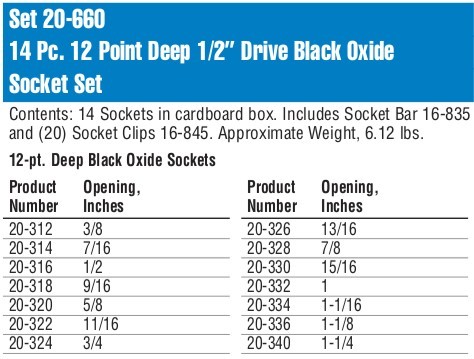 Set 20-660
14 Pc. 12 Point Deep 1/2" Drive Black Oxide
Socket Set
Contents: 14 Sockets in cardboard box. Includes Socket Bar 16-835
and (20) Socket Clips 16-845. Approximate Weight, 6.12 lbs.
12-pt. Deep Black Oxide Sockets
Product Opening, Product Opening,
Number Inches Number Inches
20-312 3/8 20-326 13/16
20-314 7/16 20-328 7/8
20-316 1/2 20-330 15/16
20-318 9/16 20-332 1
20-320 5/8 20-334 1-1/16
20-322 11/16 20-336 1-1/8
20-324 3/4 20-340 1-1/4